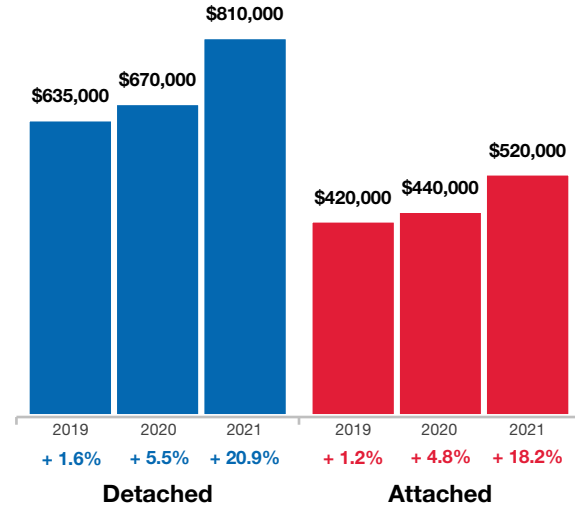 $810,000
$670,000
$635,000
$520,000
$440,000
$420,000
2019 2020 2021 2019 2020 2021
+ 1.6% + 5.5% + 20.9% + 1.2% + 4.8% + 18.2%
Detached Attached